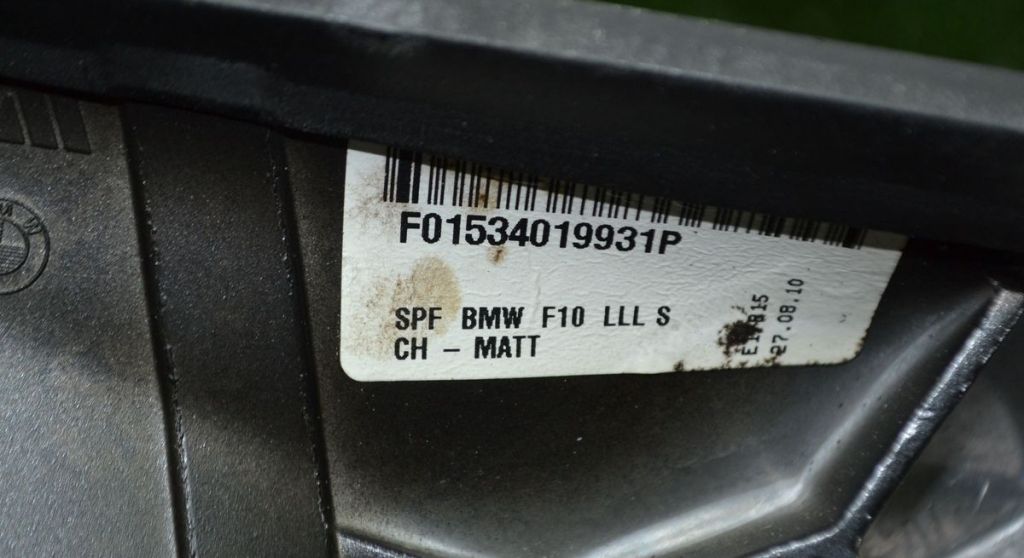 F01534019931P
SPF BMW F10 LLL S
CH – MATT
27.08.10